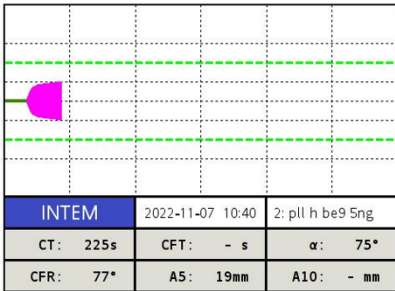 INTEM 2022-11-07 10:40 2: pll h be9 5ng
CT: 225s CFT: - s α: 75°
CFR: 77° A5: 19mm A10: - mm